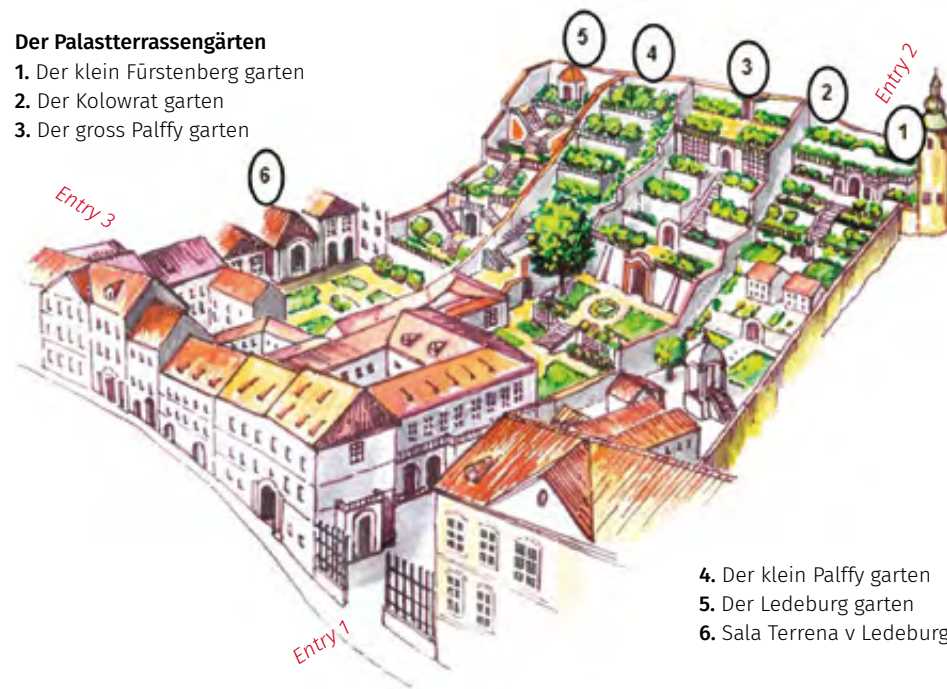 Der Palastterrassengärten
1. Der klein Fürstenberg garten
2. Der Kolowrat garten
3. Der gross Palffy garten
5
4
3
2
1
Entry 2
6
Entry 3
4. Der klein Palffy garten
5. Der Ledeburg garten
6. Sala Terrena v Ledeburg
Entry 1